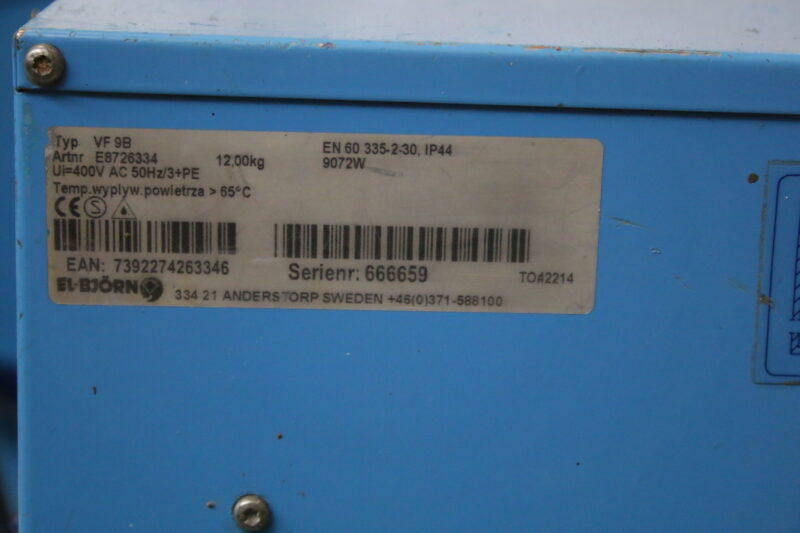 Typ VF 9B
EN 60 335-2-30, IP44
Artnr E8726334 12,00kg 9072W
Ui=400V AC 50Hz/3+PE
Temp.wyplyw.powietrza > 65°C
CE S
EAN: 7392274263346
Serienr: 666659
TO42214
EL-BJÖRN
334 21 ANDERSTORP SWEDEN +46(0)371-588100